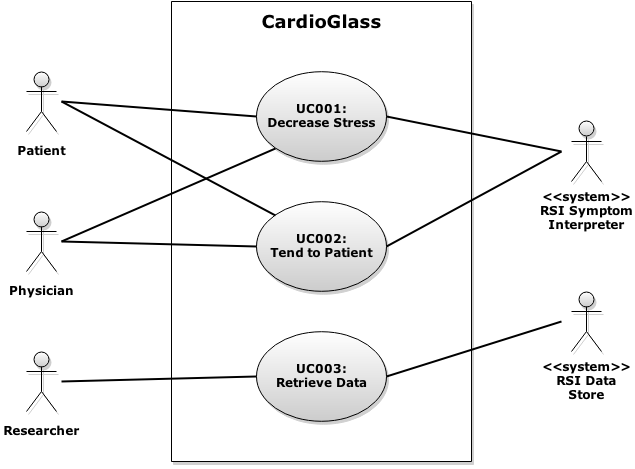 CardioGlass
Patient
UC001:
Decrease Stress
<<system>>
RSI Symptom
Interpreter
Physician
UC002:
Tend to Patient
Researcher
UC003:
Retrieve Data
<<system>>
RSI Data
Store